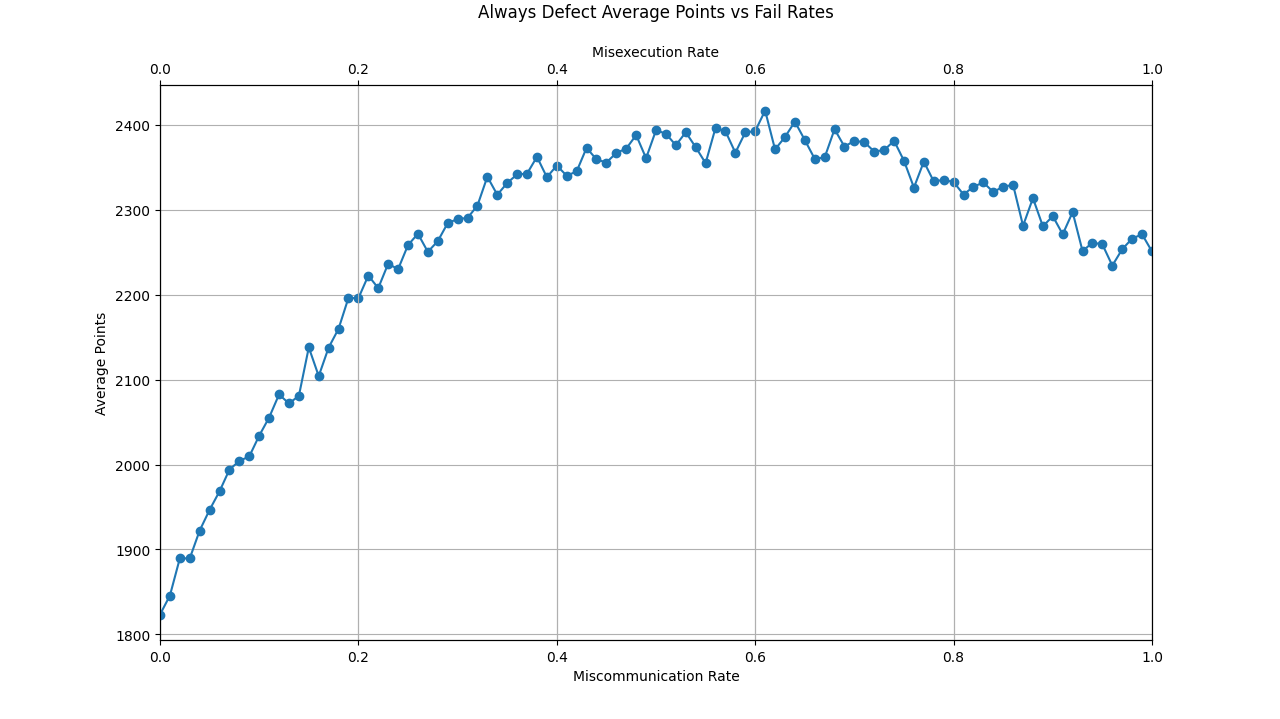 Always Defect Average Points vs Fail Rates
Misexecution Rate
0.0 0.2 0.4 0.6 0.8 1.0
2400
2300
2200
2100
2000
1900
1800
Average Points
0.0 0.2 0.4 0.6 0.8 1.0
Miscommunication Rate